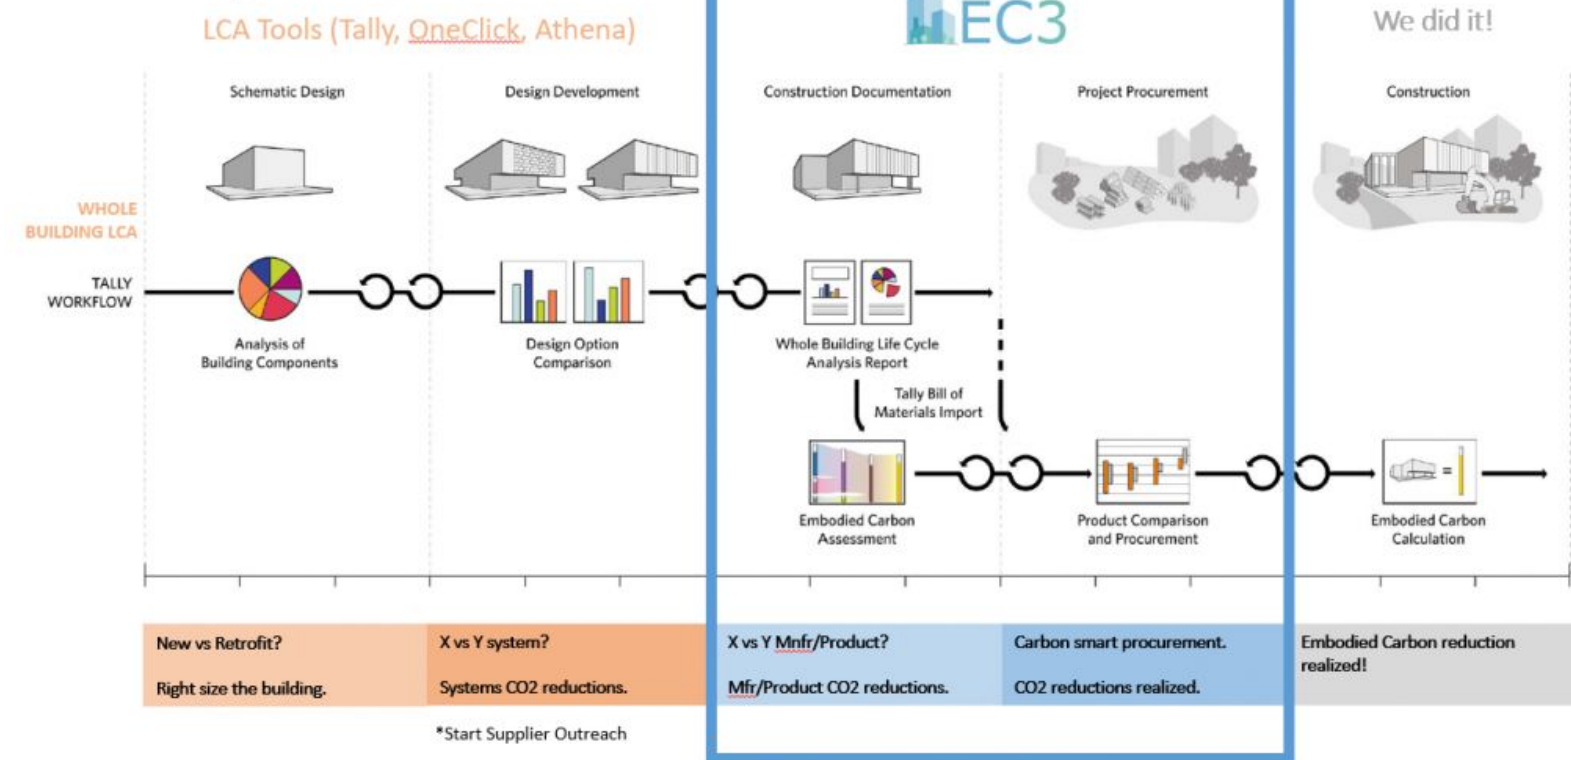 LCA Tools (Tally, OneClick, Athena)
EC3
We did it!
Schematic Design
Design Development
Construction Documentation
Project Procurement
Construction
WHOLE
BUILDING LCA
TALLY
WORKFLOW
Analysis of
Building Components
Design Option
Comparison
Whole Building Life Cycle
Analysis Report
Tally Bill of
Materials Import
=
Embodied Carbon
Assessment
Product Comparison
and Procurement
Embodied Carbon
Calculation
New vs Retrofit?
Right size the building.
X vs Y system?
Systems CO2 reductions.
X vs Y Mnfr/Product?
Mfr/Product CO2 reductions.
Carbon smart procurement.
CO2 reductions realized.
Embodied Carbon reduction
realized!
*Start Supplier Outreach